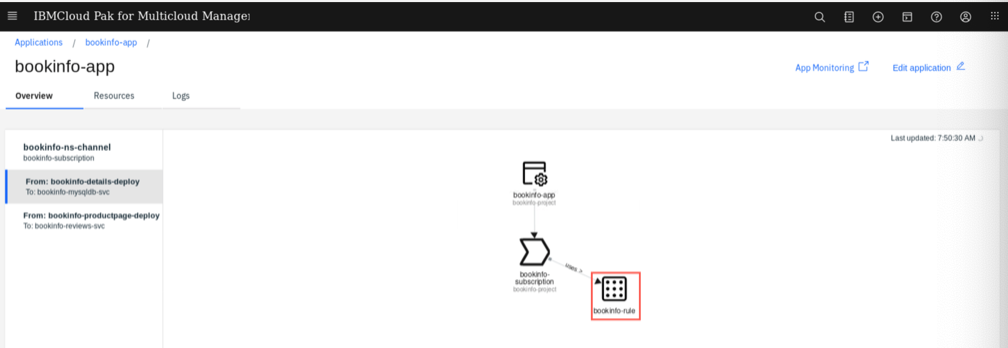 IBMCloud Pak for Multicloud Manage
Applications / bookinfo-app /
bookinfo-app
App Monitoring
Edit application
Overview
Resources
Logs
Last updated: 7:50:30 AM
bookinfo-ns-channel
bookinfo-subscription
From: bookinfo-details-deploy
To: bookinfo-mysqldb-svc
From: bookinfo-productpage-deploy
To: bookinfo-reviews-svc
bookinfo-app
bookinfo-project
bookinfo-
subscription
bookinfo-project
uses >
bookinfo-rule